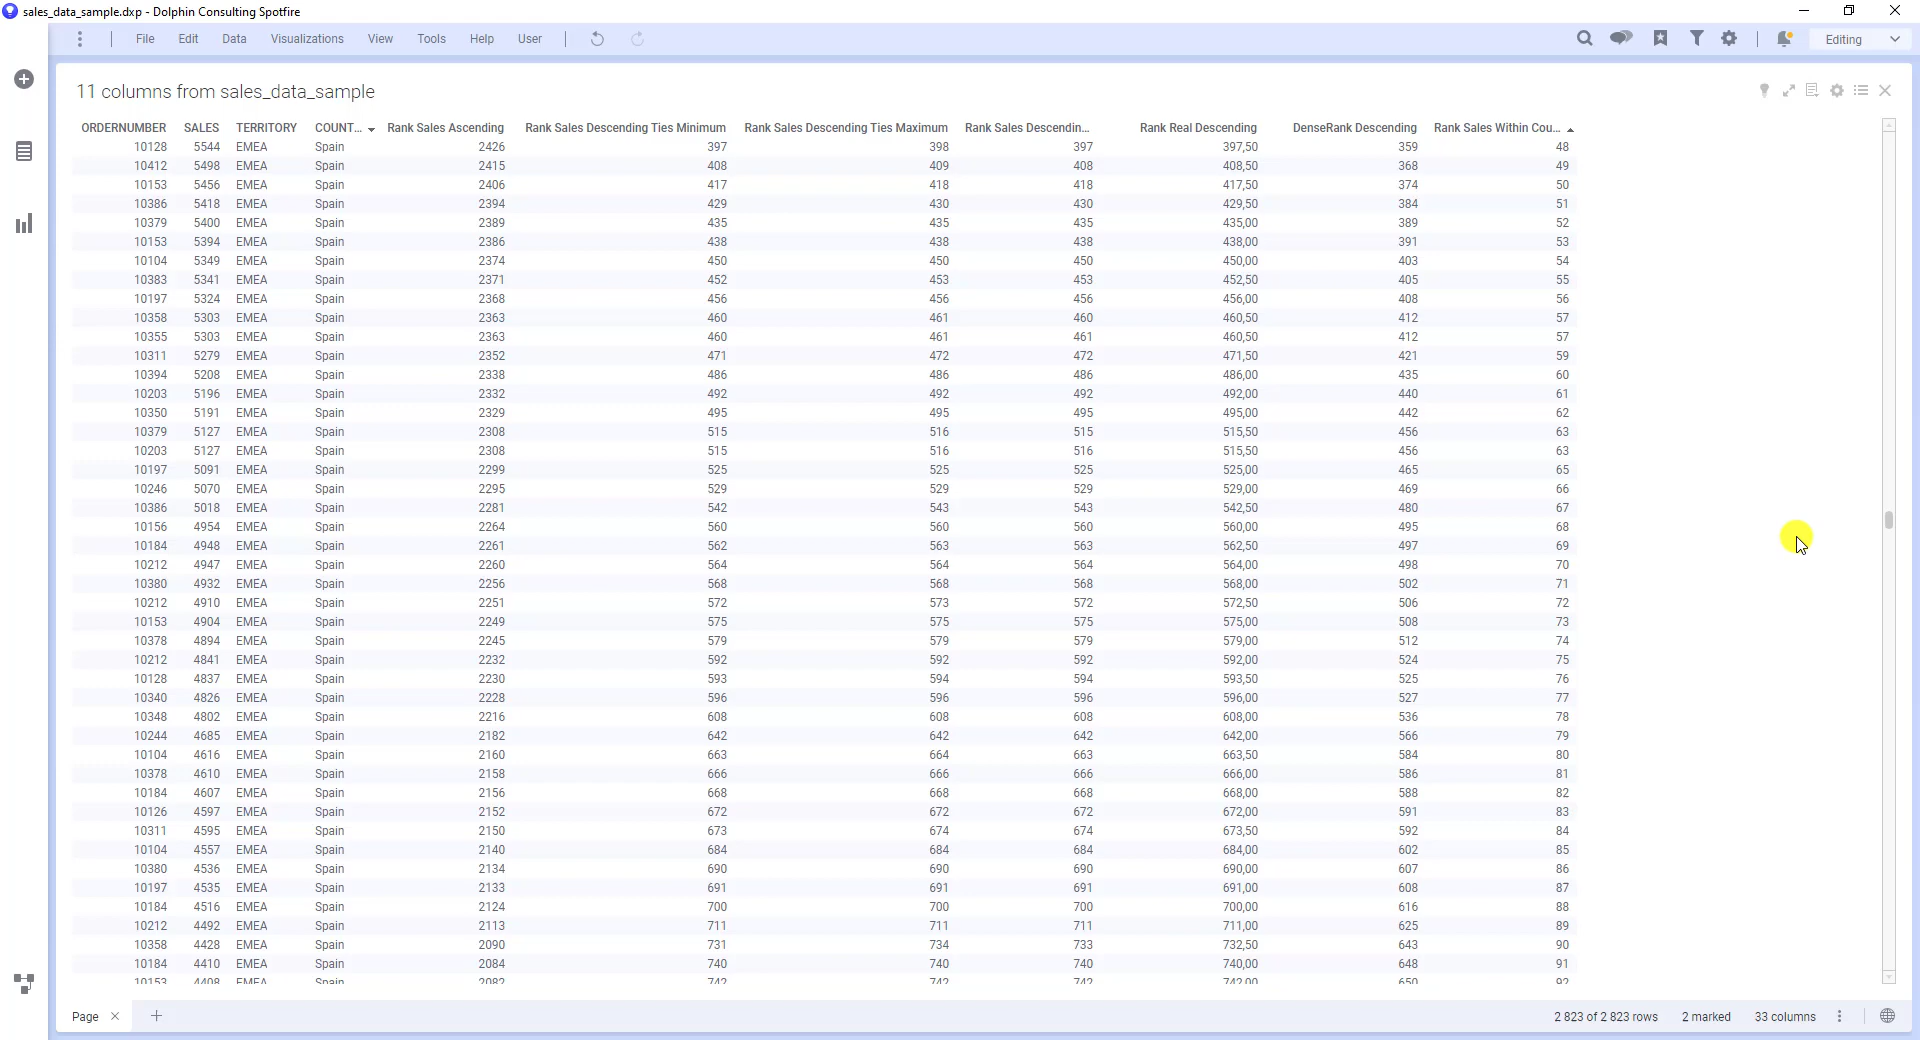 sales_data_sample.dxp - Dolphin Consulting Spotfire
File Edit Data Visualizations View Tools Help User Editing
11 columns from sales_data_sample
ORDERNUMBER SALES TERRITORY COUNT... Rank Sales Ascending Rank Sales Descending Ties Minimum Rank Sales Descending Ties Maximum Rank Sales Descendin... Rank Real Descending DenseRank Descending Rank Sales Within Cou...
10128 5544 EMEA Spain 2426 397 398 397 397,50 359 48
10412 5498 EMEA Spain 2415 408 409 408 408,50 368 49
10153 5456 EMEA Spain 2406 417 418 418 417,50 374 50
10386 5418 EMEA Spain 2394 429 430 430 429,50 384 51
10379 5400 EMEA Spain 2389 435 435 435 435,00 389 52
10153 5394 EMEA Spain 2386 438 438 438 438,00 391 53
10104 5349 EMEA Spain 2374 450 450 450 450,00 403 54
10383 5341 EMEA Spain 2371 452 453 453 452,50 405 55
10197 5324 EMEA Spain 2368 456 456 456 456,00 408 56
10358 5303 EMEA Spain 2363 460 461 460 460,50 412 57
10355 5303 EMEA Spain 2363 460 461 461 460,50 412 57
10311 5279 EMEA Spain 2352 471 472 472 471,50 421 59
10394 5208 EMEA Spain 2338 486 486 486 486,00 435 60
10203 5196 EMEA Spain 2332 492 492 492 492,00 440 61
10350 5191 EMEA Spain 2329 495 495 495 495,00 442 62
10379 5127 EMEA Spain 2308 515 516 515 515,50 456 63
10203 5127 EMEA Spain 2308 515 516 516 515,50 456 63
10197 5091 EMEA Spain 2299 525 525 525 525,00 465 65
10246 5070 EMEA Spain 2295 529 529 529 529,00 469 66
10386 5018 EMEA Spain 2281 542 543 543 542,50 480 67
10156 4954 EMEA Spain 2264 560 560 560 560,00 495 68
10184 4948 EMEA Spain 2261 562 563 563 562,50 497 69
10212 4947 EMEA Spain 2260 564 564 564 564,00 498 70
10380 4932 EMEA Spain 2256 568 568 568 568,00 502 71
10212 4910 EMEA Spain 2251 572 573 572 572,50 506 72
10153 4904 EMEA Spain 2249 575 575 575 575,00 508 73
10378 4894 EMEA Spain 2245 579 579 579 579,00 512 74
10212 4841 EMEA Spain 2232 592 592 592 592,00 524 75
10128 4837 EMEA Spain 2230 593 594 594 593,50 525 76
10340 4826 EMEA Spain 2228 596 596 596 596,00 527 77
10348 4802 EMEA Spain 2216 608 608 608 608,00 536 78
10244 4685 EMEA Spain 2182 642 642 642 642,00 566 79
10104 4616 EMEA Spain 2160 663 664 663 663,50 584 80
10378 4610 EMEA Spain 2158 666 666 666 666,00 586 81
10184 4607 EMEA Spain 2156 668 668 668 668,00 588 82
10126 4597 EMEA Spain 2152 672 672 672 672,00 591 83
10311 4595 EMEA Spain 2150 673 674 674 673,50 592 84
10104 4557 EMEA Spain 2140 684 684 684 684,00 602 85
10380 4536 EMEA Spain 2134 690 690 690 690,00 607 86
10197 4535 EMEA Spain 2133 691 691 691 691,00 608 87
10184 4516 EMEA Spain 2124 700 700 700 700,00 616 88
10212 4492 EMEA Spain 2113 711 711 711 711,00 625 89
10358 4428 EMEA Spain 2090 731 734 733 732,50 643 90
10184 4410 EMEA Spain 2084 740 740 740 740,00 648 91
10153 4408 EMEA Spain 2082 742 742 742 742,00 650 92
Page 2 823 of 2 823 rows 2 marked 33 columns